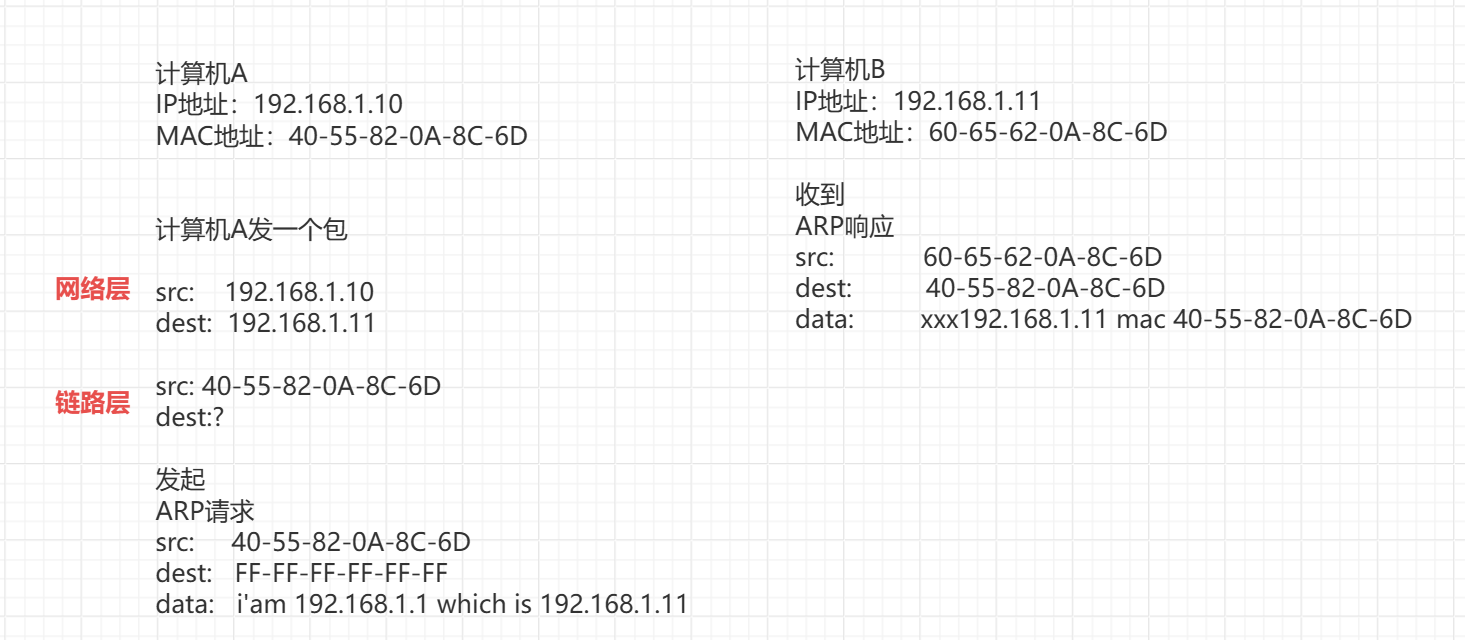 计算机A
IP地址：192.168.1.10
MAC地址：40-55-82-0A-8C-6D
计算机A发一个包
网络层
src: 192.168.1.10
dest: 192.168.1.11
链路层
src: 40-55-82-0A-8C-6D
dest:?
发起
ARP请求
src: 40-55-82-0A-8C-6D
dest: FF-FF-FF-FF-FF-FF
data: i'am 192.168.1.1 which is 192.168.1.11
计算机B
IP地址：192.168.1.11
MAC地址：60-65-62-0A-8C-6D
收到
ARP响应
src: 60-65-62-0A-8C-6D
dest: 40-55-82-0A-8C-6D
data: xxx192.168.1.11 mac 40-55-82-0A-8C-6D